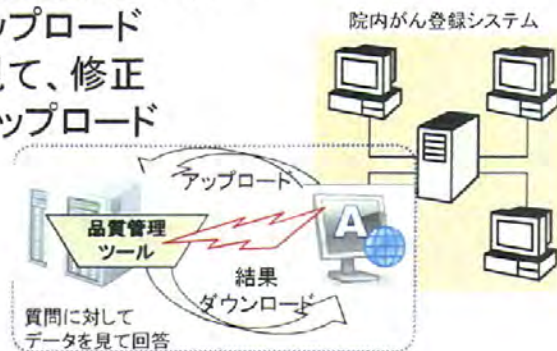 ップロード
見て、修正
ップロード
院内がん登録システム
アップロード
A
品質管理
ツール
結果
ダウンロード
質問に対して
データを見て回答